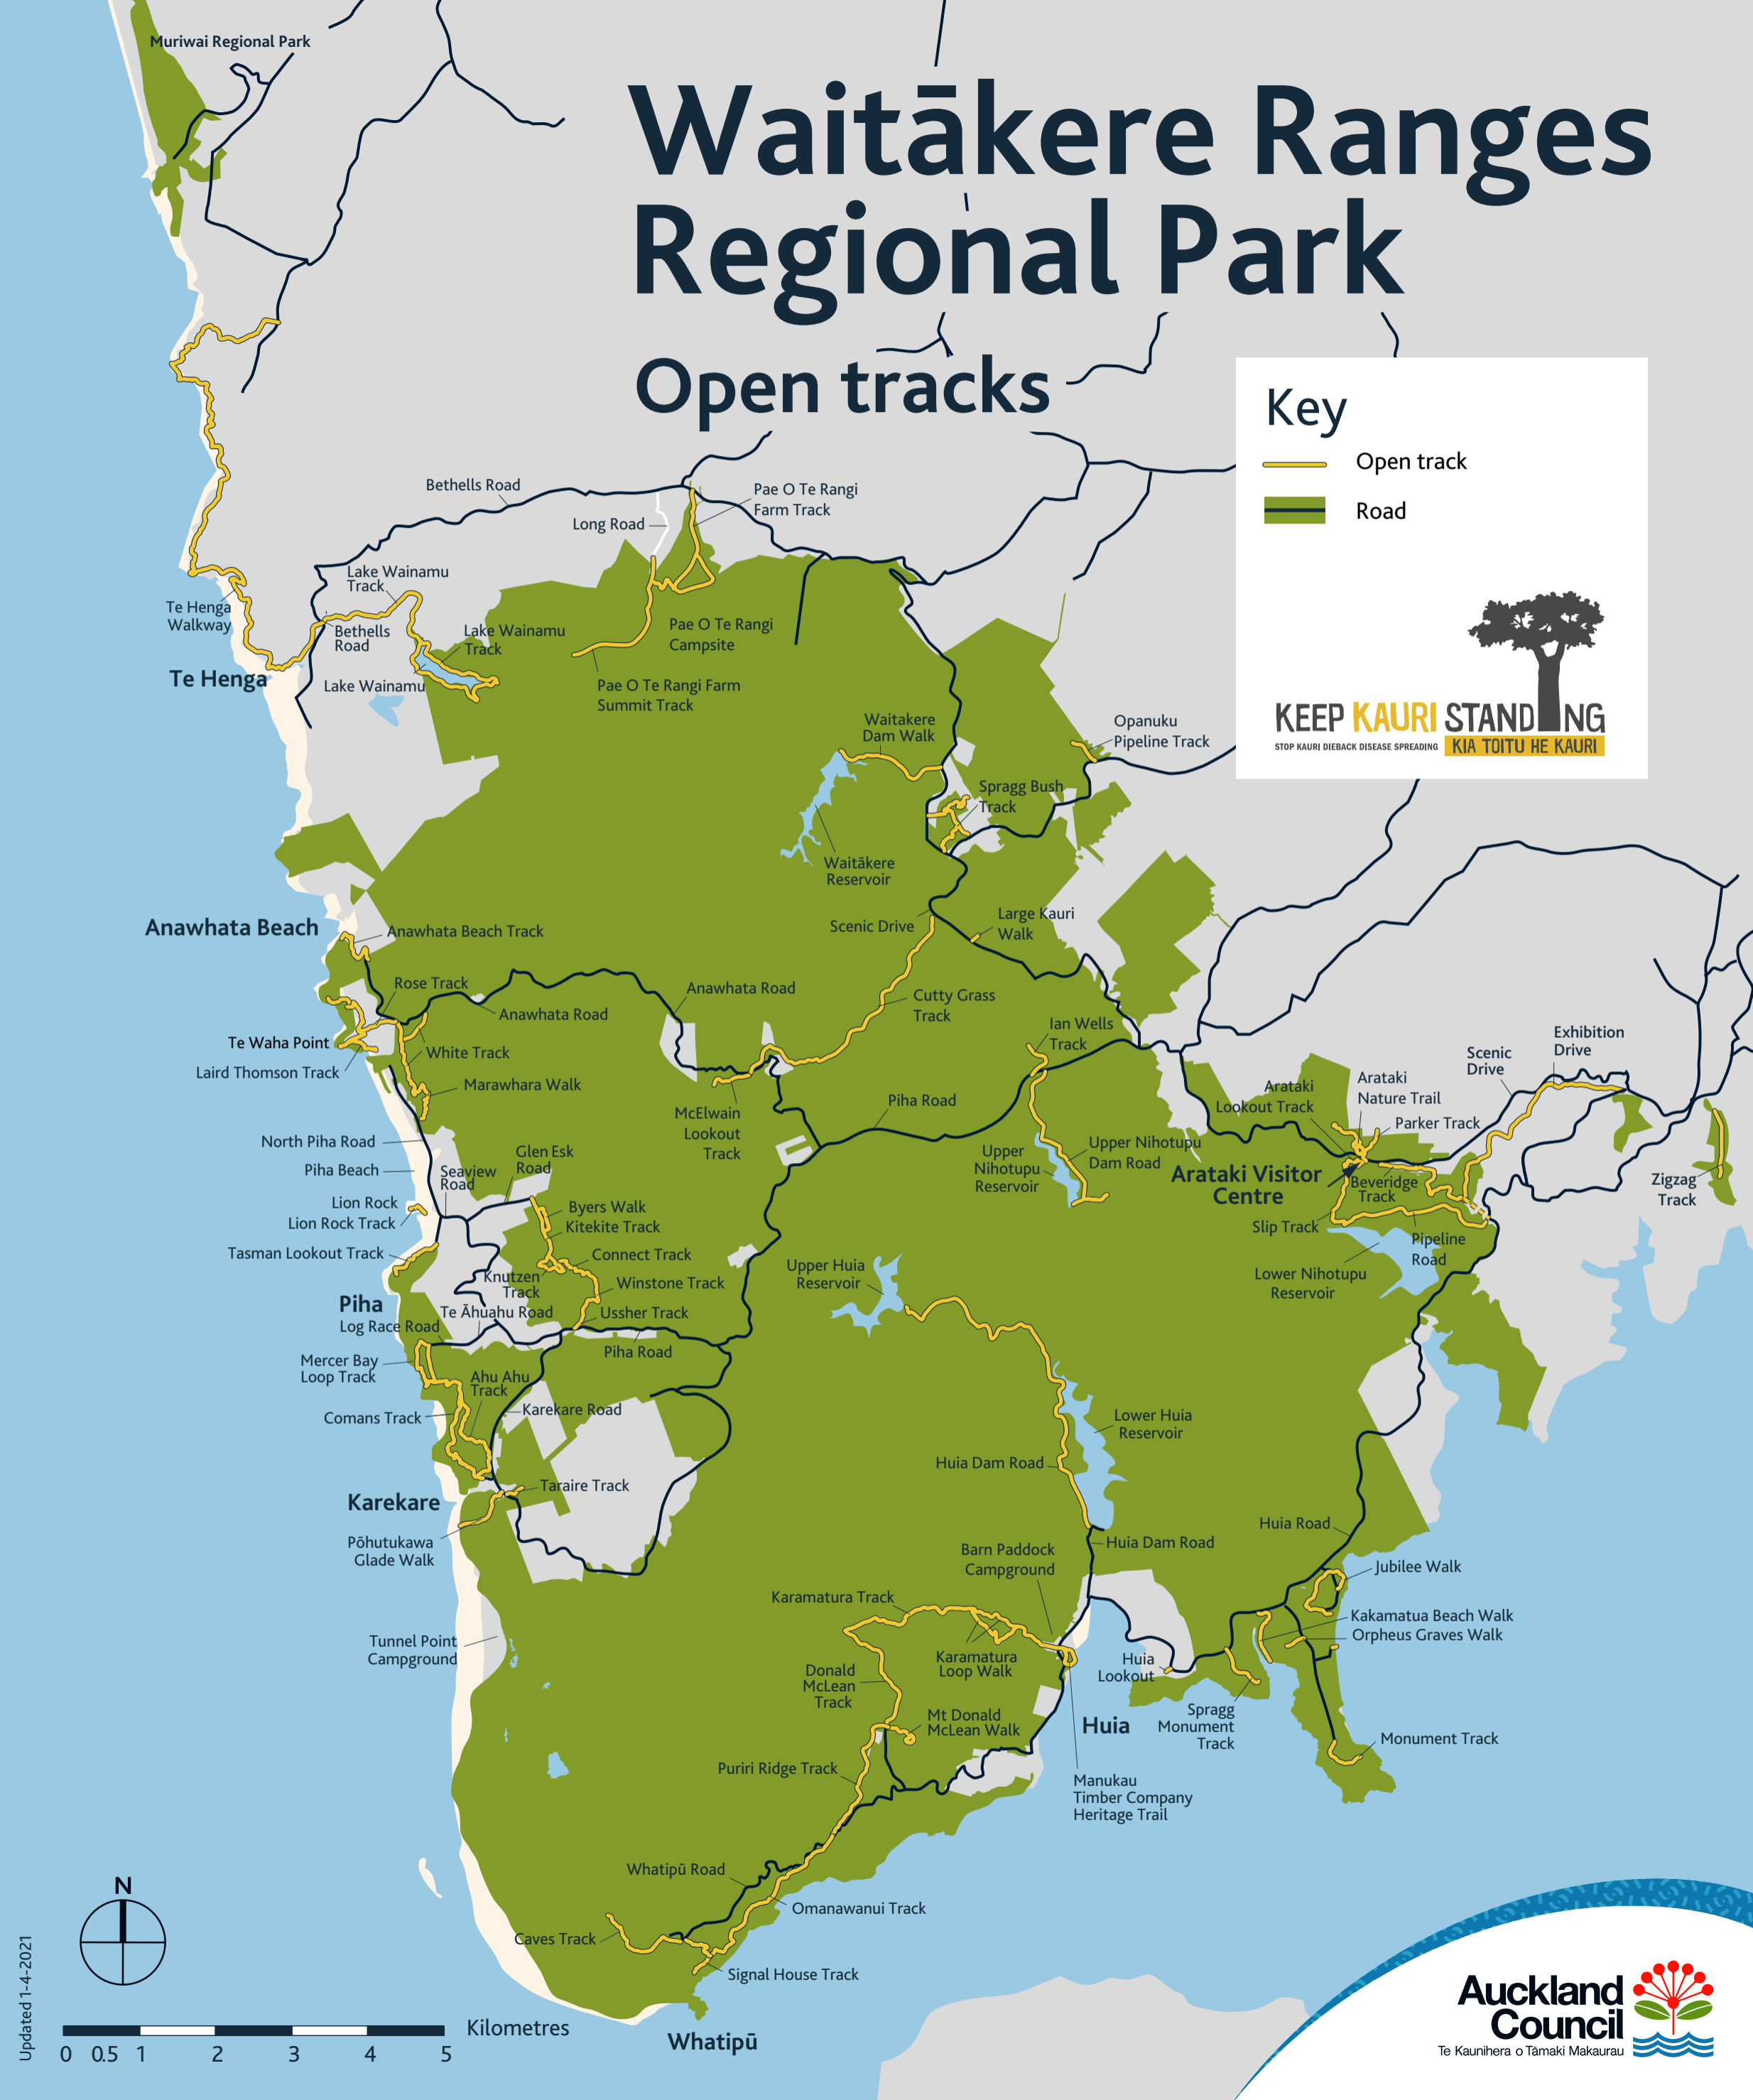 Muriwai Regional Park
Waitākere Ranges
Regional Park
Open tracks
Key
Open track
Road
KEEP KAURI STANDING
STOP KAURI DIEBACK DISEASE SPREADING
KIA TOITU HE KAURI
Bethells Road
Pae O Te Rangi
Farm Track
Long Road
Lake Wainamu
Track
Te Henga
Walkway
Bethells
Road
Lake Wainamu
Track
Pae O Te Rangi
Campsite
Te Henga
Lake Wainamu
Pae O Te Rangi Farm
Summit Track
Waitakere
Dam Walk
Opanuku
Pipeline Track
Spragg Bush
Track
Waitākere
Reservoir
Anawhata Beach
Anawhata Beach Track
Scenic Drive
Large Kauri
Walk
Rose Track
Anawhata Road
Anawhata Road
Cutty Grass
Track
Te Waha Point
White Track
Ian Wells
Track
Exhibition
Drive
Scenic
Drive
Laird Thomson Track
Marawhara Walk
Arataki
Lookout Track
Arataki
Nature Trail
Parker Track
McElwain
Lookout
Track
Piha Road
North Piha Road
Piha Beach
Seaview
Road
Glen Esk
Road
Upper
Nihotupu
Reservoir
Upper Nihotupu
Dam Road
Arataki Visitor
Centre
Beveridge
Track
Zigzag
Track
Lion Rock
Lion Rock Track
Byers Walk
Kitekite Track
Slip Track
Pipeline
Road
Tasman Lookout Track
Connect Track
Knutzen
Track
Winstone Track
Upper Huia
Reservoir
Lower Nihotupu
Reservoir
Piha
Te Āhuahu Road
Ussher Track
Log Race Road
Piha Road
Mercer Bay
Loop Track
Ahu Ahu
Track
Comans Track
Karekare Road
Lower Huia
Reservoir
Huia Dam Road
Karekare
Taraire Track
Pōhutukawa
Glade Walk
Huia Road
Huia Dam Road
Barn Paddock
Campground
Jubilee Walk
Karamatura Track
Kakamatua Beach Walk
Orpheus Graves Walk
Tunnel Point
Campground
Karamatura
Loop Walk
Huia
Lookout
Donald
McLean
Track
Mt Donald
McLean Walk
Huia
Spragg
Monument
Track
Monument Track
Puriri Ridge Track
Manukau
Timber Company
Heritage Trail
Whatipū Road
Omanawanui Track
Caves Track
Signal House Track
Whatipū
N
Updated 1-4-2021
Kilometres
0 0.5 1 2 3 4 5
Auckland
Council
Te Kaunihera o Tāmaki Makaurau